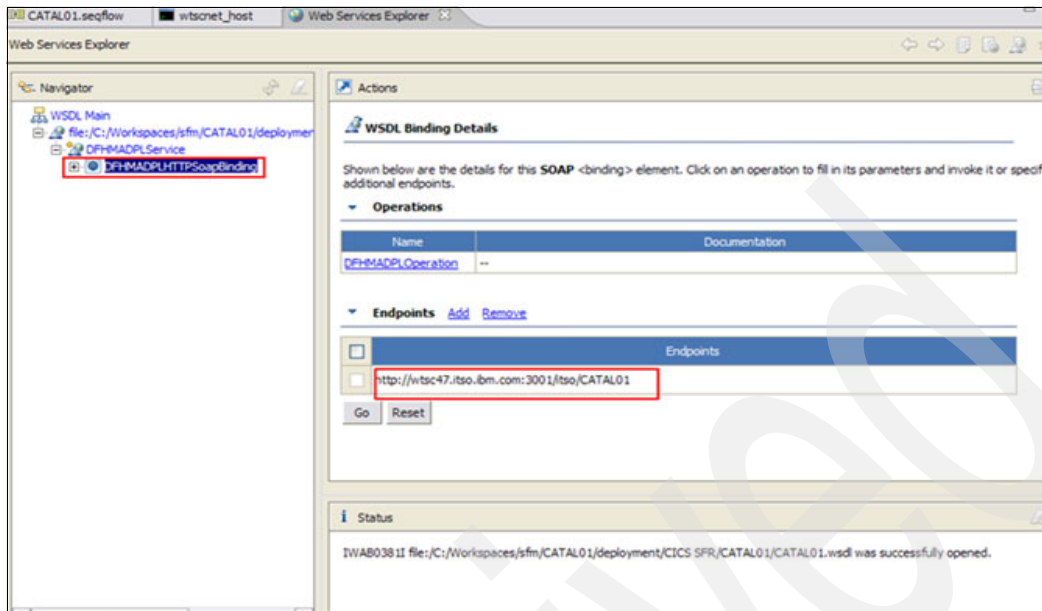 CATAL01.seqflow wtscnet_host Web Services Explorer
Web Services Explorer
Navigator
WSDL Main
file:/C:/Workspaces/sfm/CATAL01/deploymer
DFHMADPLService
DFHMADPLHTTPSoapBinding
Actions
WSDL Binding Details
Shown below are the details for this SOAP <binding> element. Click on an operation to fill in its parameters and invoke it or specif
additional endpoints.
Operations
Name Documentation
DFHMADPLOperation --
Endpoints Add Remove
Endpoints
http://wtsc47.itso.ibm.com:3001/itso/CATAL01
Go Reset
i Status
IWAB0381I file:/C:/Workspaces/sfm/CATAL01/deployment/CICS SFR/CATAL01/CATAL01.wsdl was successfully opened.